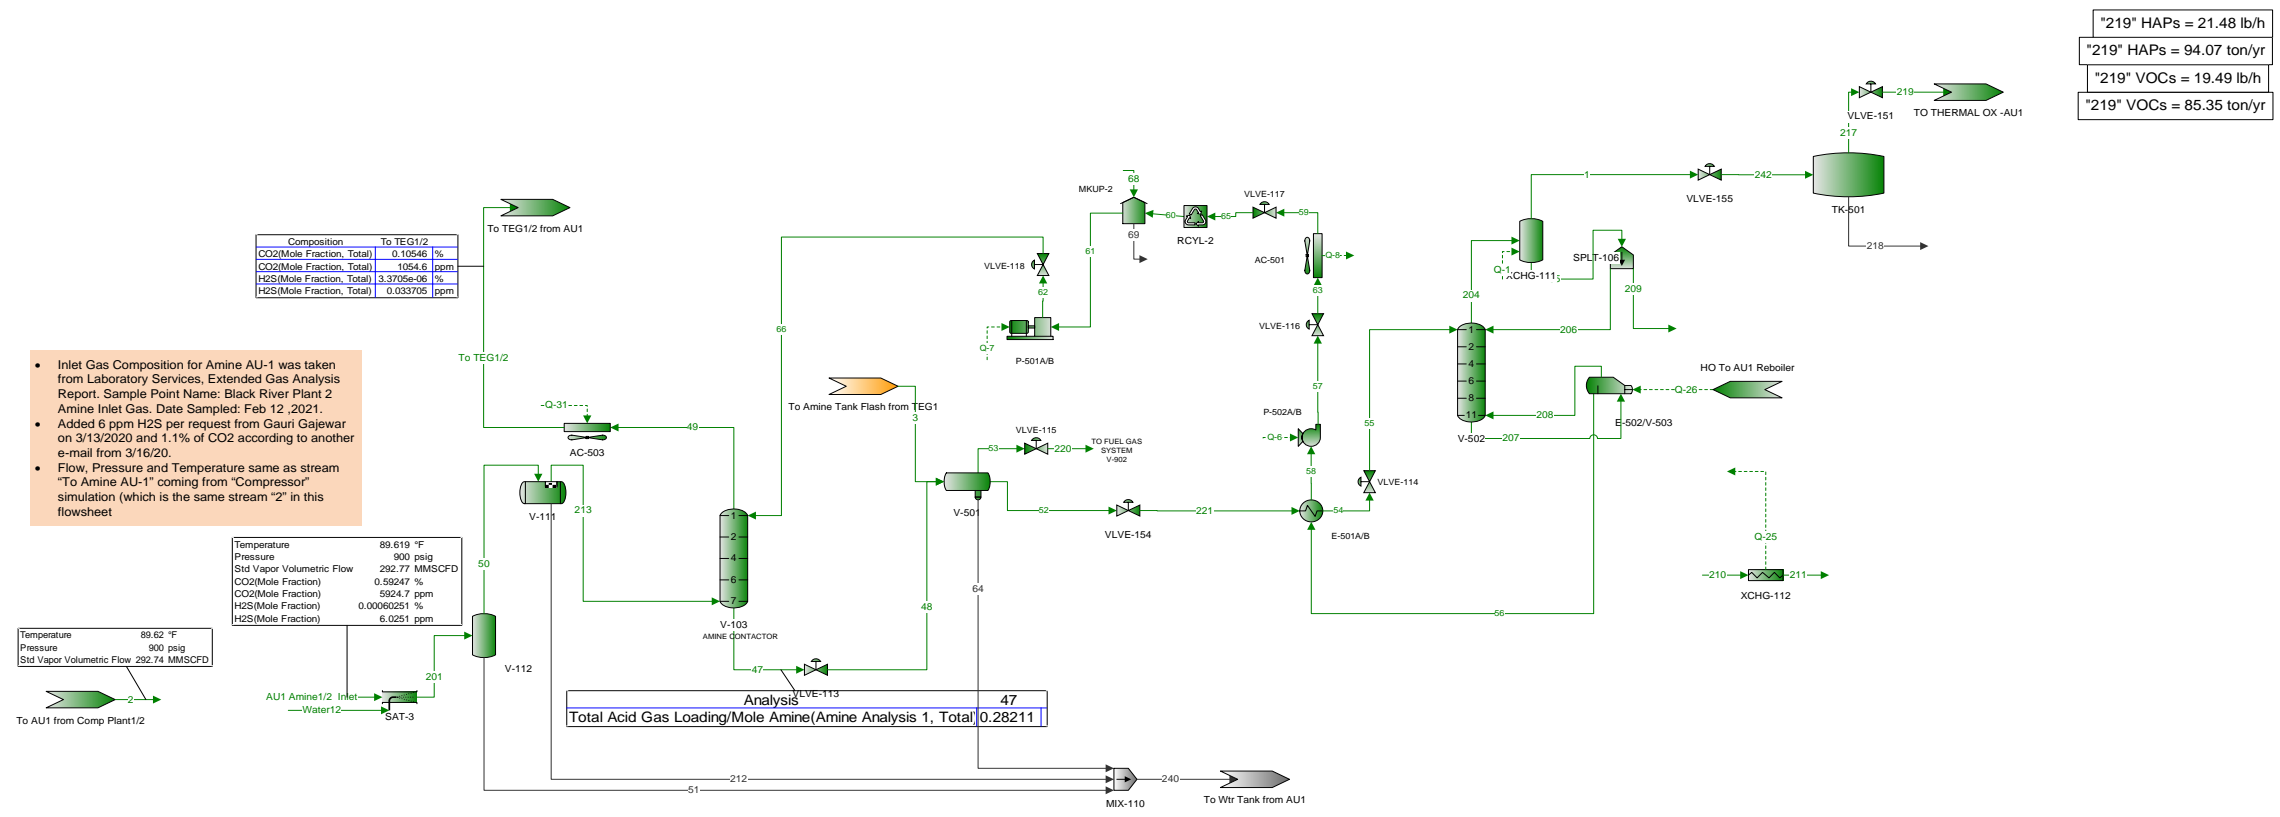 "219" HAPs = 21.48 lb/h
"219" HAPs = 94.07 ton/yr
"219" VOCs = 19.49 lb/h
"219" VOCs = 85.35 ton/yr
219
VLVE-151
TO THERMAL OX -AU1
217
1
242
VLVE-155
TK-501
218
68
MKUP-2
VLVE-117
60
65
59
RCYL-2
69
61
To TEG1/2 from AU1
Composition To TEG1/2
CO2(Mole Fraction, Total) 0.10546 %
CO2(Mole Fraction, Total) 1054.6 ppm
H2S(Mole Fraction, Total) 3.3705e-06 %
H2S(Mole Fraction, Total) 0.033705 ppm
VLVE-118
62
AC-501
Q-8
63
SPLT-106
Q-1
XCHG-111
204
209
66
VLVE-116
206
Q-7
P-501A/B
1
2
4
6
8
11
To TEG1/2
• Inlet Gas Composition for Amine AU-1 was taken
from Laboratory Services, Extended Gas Analysis
Report. Sample Point Name: Black River Plant 2
Amine Inlet Gas. Date Sampled: Feb 12 ,2021.
• Added 6 ppm H2S per request from Gauri Gajewar
on 3/13/2020 and 1.1% of CO2 according to another
e-mail from 3/16/20.
• Flow, Pressure and Temperature same as stream
“To Amine AU-1” coming from “Compressor”
simulation (which is the same stream “2” in this
flowsheet
57
HO To AU1 Reboiler
Q-26
To Amine Tank Flash from TEG1
3
Q-31
49
AC-503
P-502A/B
Q-6
55
208
E-502/V-503
V-502
207
VLVE-115
53
220
TO FUEL GAS
SYSTEM
V-902
58
VLVE-114
V-111
213
V-501
52
VLVE-154
221
54
E-501A/B
1
2
4
6
7
Q-25
50
Temperature 89.619 °F
Pressure 900 psig
Std Vapor Volumetric Flow 292.77 MMSCFD
CO2(Mole Fraction) 0.59247 %
CO2(Mole Fraction) 5924.7 ppm
H2S(Mole Fraction) 0.00060251 %
H2S(Mole Fraction) 6.0251 ppm
210
211
XCHG-112
64
48
56
V-103
AMINE CONTACTOR
Temperature 89.62 °F
Pressure 900 psig
Std Vapor Volumetric Flow 292.74 MMSCFD
V-112
201
47
VLVE-113
2
To AU1 from Comp Plant1/2
AU1 Amine1/2 Inlet
Water12
SAT-3
Analysis 47
Total Acid Gas Loading/Mole Amine(Amine Analysis 1, Total) 0.28211
212
51
MIX-110
240
To Wtr Tank from AU1